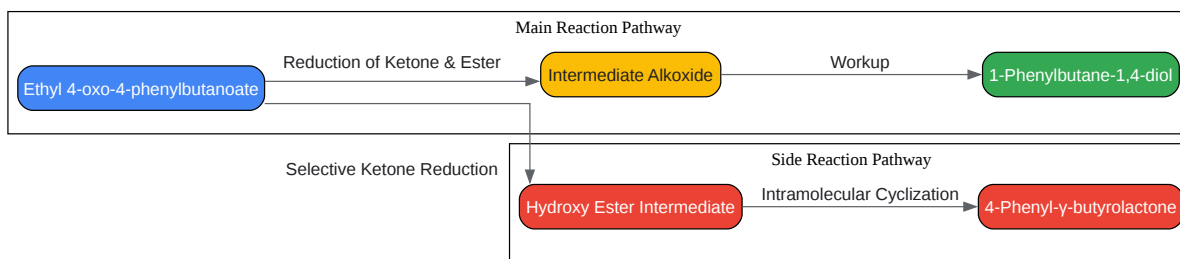 Main Reaction Pathway
Ethyl 4-oxo-4-phenylbutanoate
Reduction of Ketone & Ester
Intermediate Alkoxide
Workup
1-Phenylbutane-1,4-diol
Selective Ketone Reduction
Side Reaction Pathway
Hydroxy Ester Intermediate
Intramolecular Cyclization
4-Phenyl-γ-butyrolactone